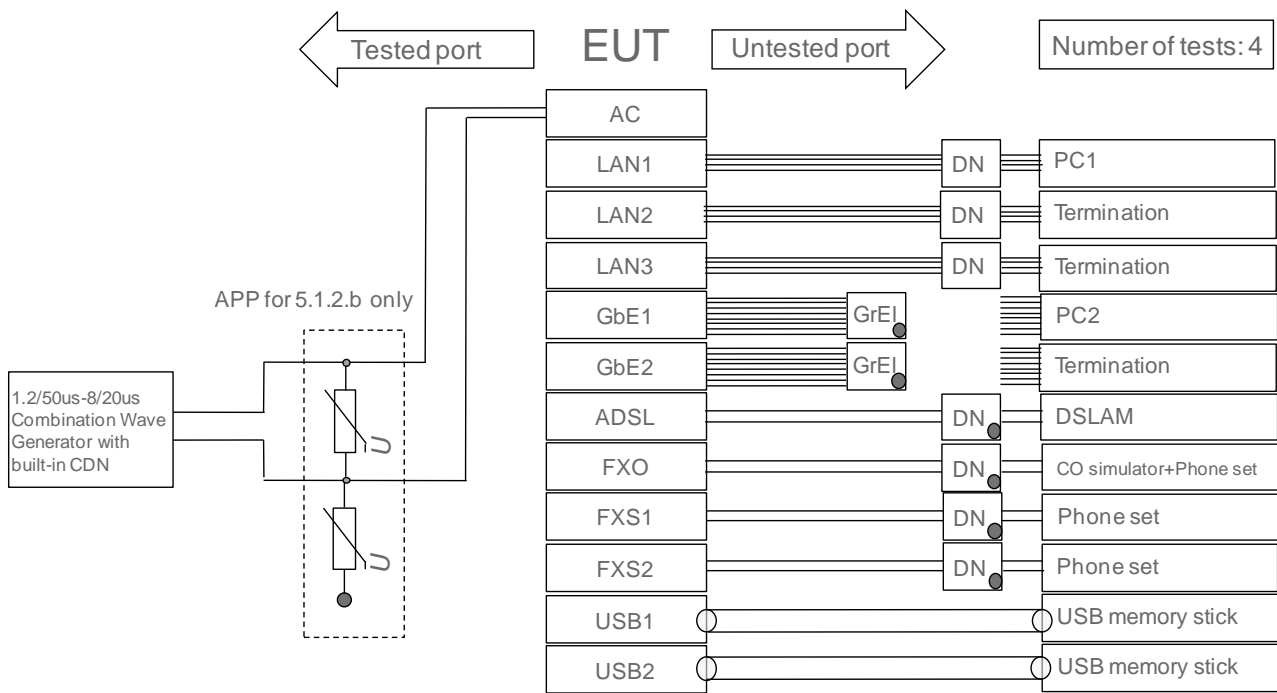 Tested port
EUT
Untested port
Number of tests: 4
AC
LAN1
DN
PC1
LAN2
DN
Termination
LAN3
DN
Termination
APP for 5.1.2.b only
GbE1
GrEI
PC2
GbE2
GrEI
Termination
1.2/50us-8/20us
Combination Wave
Generator with
built-in CDN
U
ADSL
DN
DSLAM
FXO
DN
CO simulator+Phone set
FXS1
DN
Phone set
U
FXS2
DN
Phone set
USB1
USB memory stick
USB2
USB memory stick